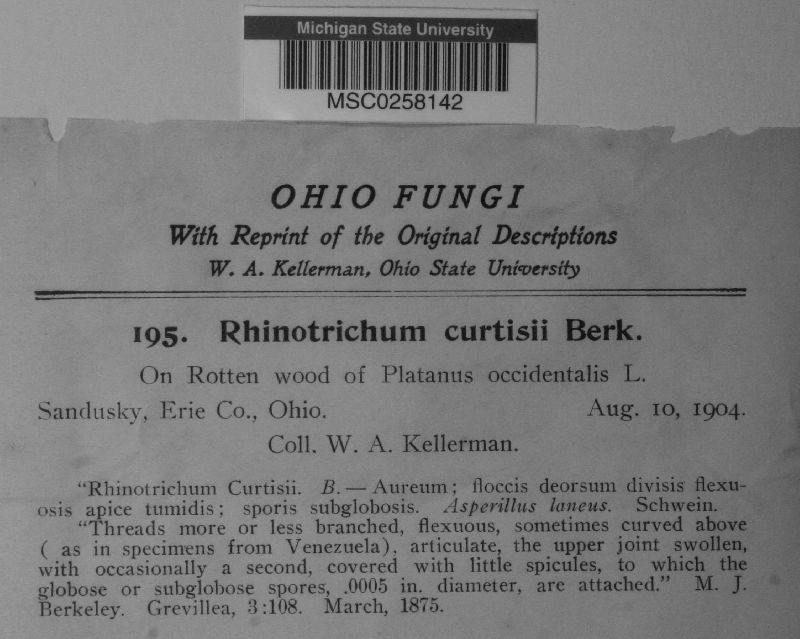 Michigan State University
MSC0258142
OHIO FUNGI
With Reprint of the Original Descriptions
W. A. Kellerman, Ohio State University
195. Rhinotrichum curtisii Berk.
On Rotten wood of Platanus occidentalis L.
Sandusky, Erie Co., Ohio. Aug. 10, 1904.
Coll. W. A. Kellerman.
"Rhinotrichum Curtisii. B. — Aureum; floccis deorsum divisis flexu-
osis apice tumidis; sporis subglobosis. Asperillus laneus. Schwein.
"Threads more or less branched, flexuous, sometimes curved above
( as in specimens from Venezuela), articulate, the upper joint swollen,
with occasionally a second, covered with little spicules, to which the
globose or subglobose spores, .0005 in. diameter, are attached." M. J.
Berkeley. Grevillea, 3:108. March, 1875.